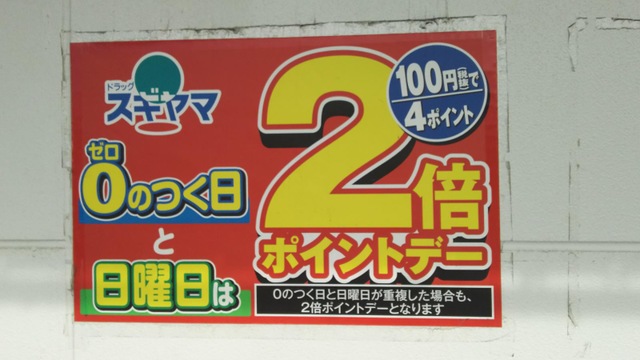 ドラッグ
スギヤマ
ゼロ
0のつく日
と
日曜日は
2倍
ポイントデー
100円(税抜)で
4ポイント
0のつく日と日曜日が重複した場合も、
2倍ポイントデーとなります